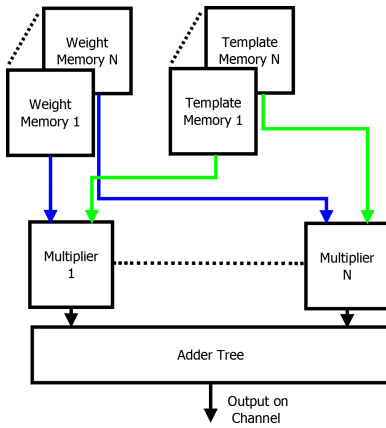 Weight
Memory N
Template
Memory N
Weight
Memory 1
Template
Memory 1
Multiplier
1
Multiplier
N
Adder Tree
Output on
Channel